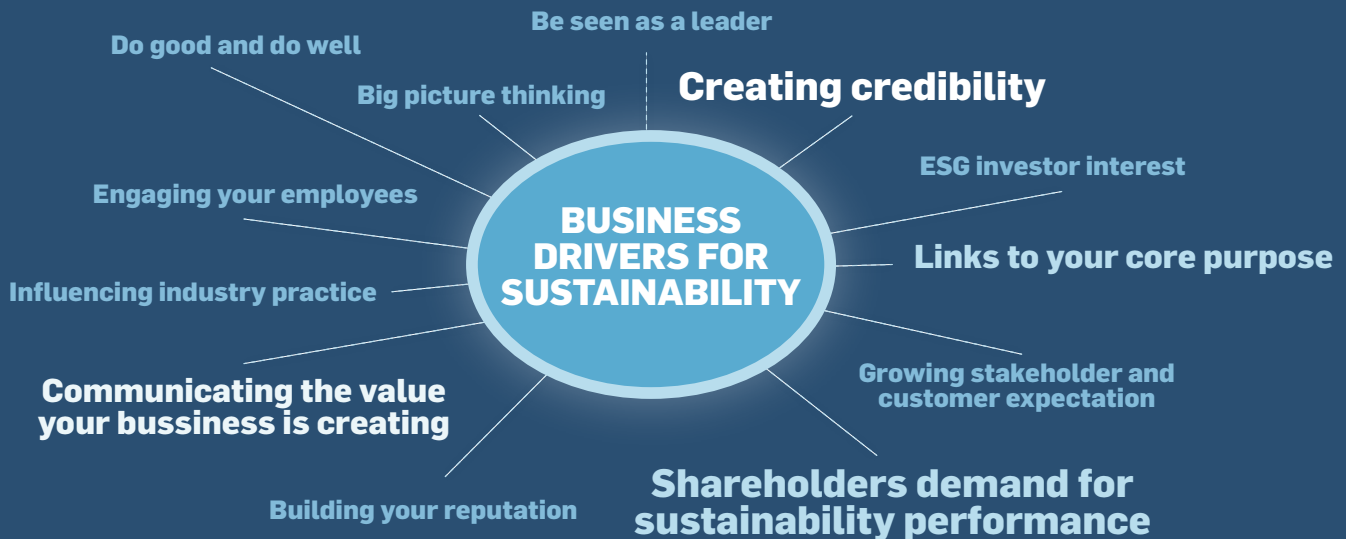 Be seen as a leader
Do good and do well
Big picture thinking
Creating credibility
ESG investor interest
Engaging your employees
BUSINESS
DRIVERS FOR
SUSTAINABILITY
Links to your core purpose
Influencing industry practice
Growing stakeholder and
customer expectation
Communicating the value
your bussiness is creating
Shareholders demand for
sustainability performance
Building your reputation